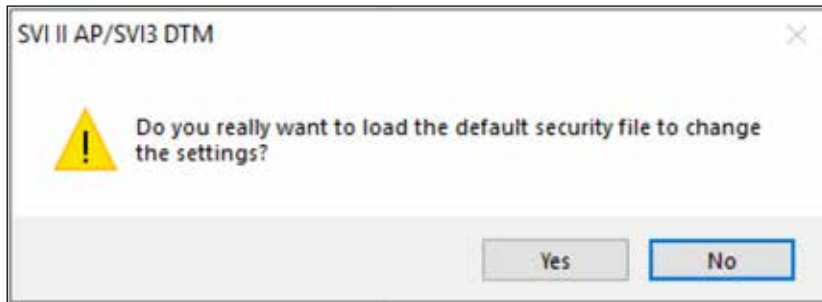 SVI II AP/SVI3 DTM
Do you really want to load the default security file to change
the settings?
Yes
No